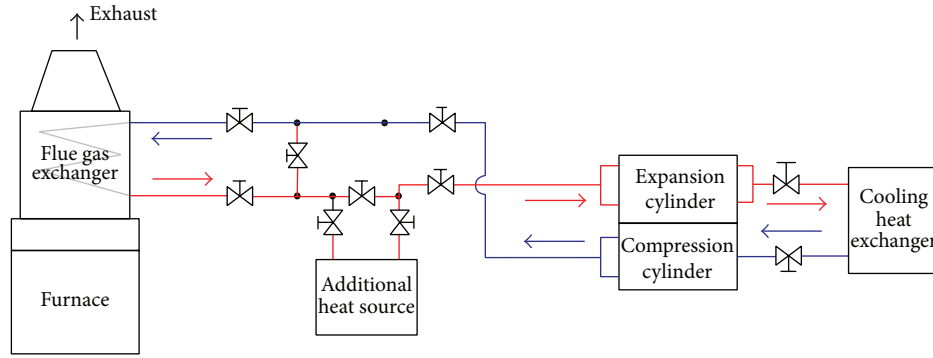 Exhaust
Flue gas
exchanger
Furnace
Additional
heat source
Expansion
cylinder
Compression
cylinder
Cooling
heat
exchanger